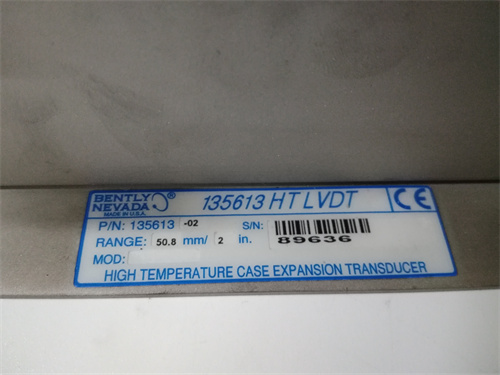 BENTLY NEVADA
MADE IN U.S.A.
135613 HT LVDT
CE
P/N: 135613 -02 S/N:
89636
RANGE: 50.8 mm/ 2 in.
MOD:
HIGH TEMPERATURE CASE EXPANSION TRANSDUCER